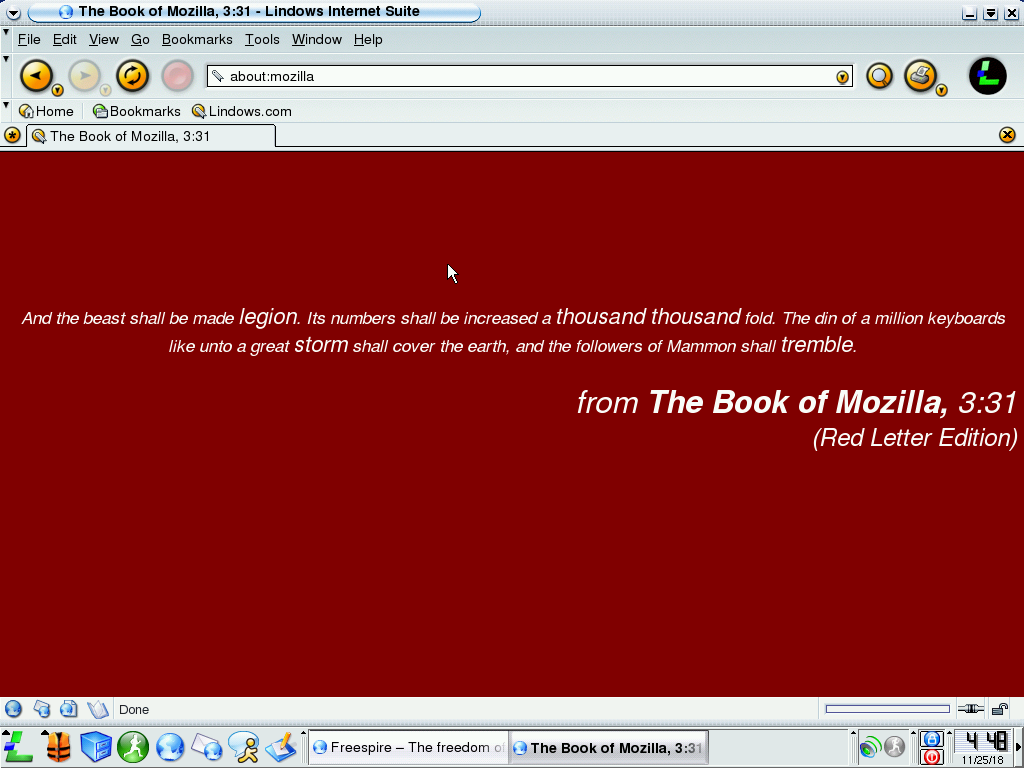 The Book of Mozilla, 3:31 - Lindows Internet Suite
File Edit View Go Bookmarks Tools Window Help
about:mozilla
Home Bookmarks Lindows.com
The Book of Mozilla, 3:31
And the beast shall be made legion. Its numbers shall be increased a thousand thousand fold. The din of a million keyboards
like unto a great storm shall cover the earth, and the followers of Mammon shall tremble.
from The Book of Mozilla, 3:31
(Red Letter Edition)
Done
Freespire – The freedom of The Book of Mozilla, 3:31
4 48
11/25/18